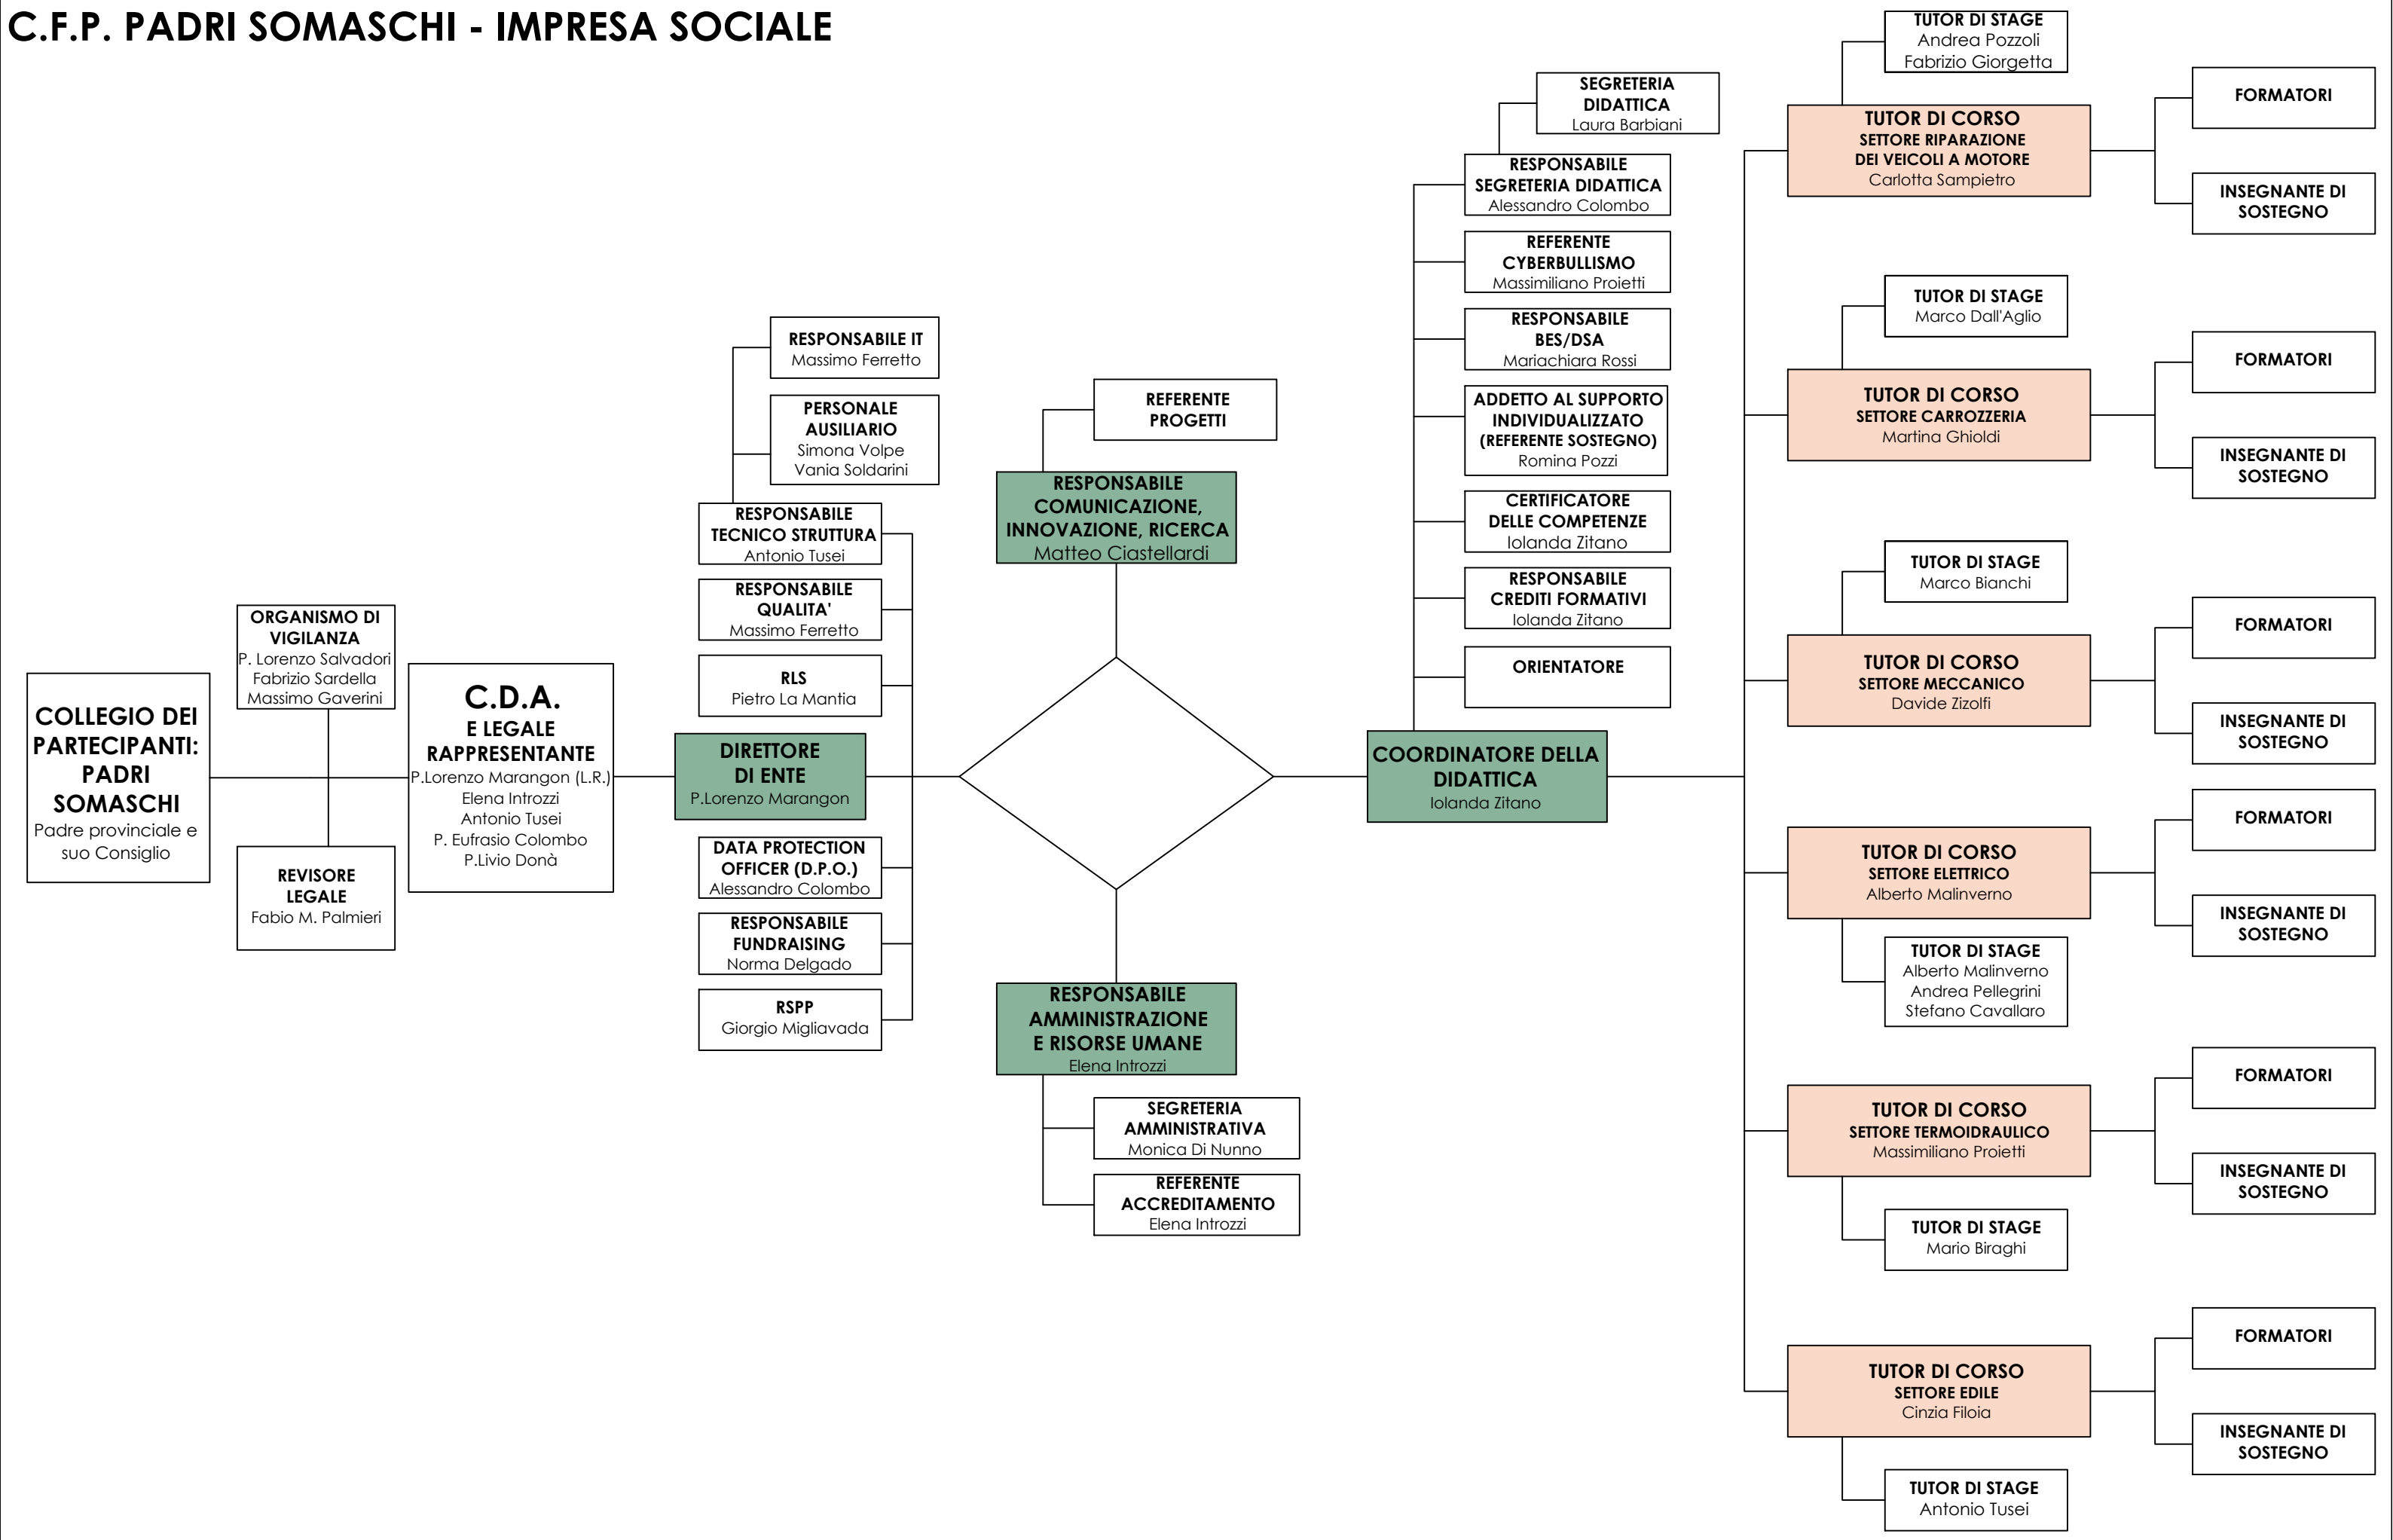 C.F.P. PADRI SOMASCHI - IMPRESA SOCIALE
COLLEGIO DEI
PARTECIPANTI:
PADRI
SOMASCHI
Padre provinciale e
suo Consiglio
ORGANISMO DI
VIGILANZA
P. Lorenzo Salvadori
Fabrizio Sardella
Massimo Gaverini
REVISORE
LEGALE
Fabio M. Palmieri
C.D.A.
E LEGALE
RAPPRESENTANTE
P.Lorenzo Marangon (L.R.)
Elena Introzzi
Antonio Tusei
P. Eufrasio Colombo
P.Livio Donà
RESPONSABILE IT
Massimo Ferretto
PERSONALE
AUSILIARIO
Simona Volpe
Vania Soldarini
RESPONSABILE
TECNICO STRUTTURA
Antonio Tusei
RESPONSABILE
QUALITA'
Massimo Ferretto
RLS
Pietro La Mantia
DIRETTORE
DI ENTE
P.Lorenzo Marangon
DATA PROTECTION
OFFICER (D.P.O.)
Alessandro Colombo
RESPONSABILE
FUNDRAISING
Norma Delgado
RSPP
Giorgio Migliavada
REFERENTE
PROGETTI
RESPONSABILE
COMUNICAZIONE,
INNOVAZIONE, RICERCA
Matteo Ciastellardi
RESPONSABILE
AMMINISTRAZIONE
E RISORSE UMANE
Elena Introzzi
SEGRETERIA
AMMINISTRATIVA
Monica Di Nunno
REFERENTE
ACCREDITAMENTO
Elena Introzzi
SEGRETERIA
DIDATTICA
Laura Barbiani
RESPONSABILE
SEGRETERIA DIDATTICA
Alessandro Colombo
REFERENTE
CYBERBULLISMO
Massimiliano Proietti
RESPONSABILE
BES/DSA
Mariachiara Rossi
ADDETTO AL SUPPORTO
INDIVIDUALIZZATO
(REFERENTE SOSTEGNO)
Romina Pozzi
CERTIFICATORE
DELLE COMPETENZE
Iolanda Zitano
RESPONSABILE
CREDITI FORMATIVI
Iolanda Zitano
ORIENTATORE
COORDINATORE DELLA
DIDATTICA
Iolanda Zitano
TUTOR DI STAGE
Andrea Pozzoli
Fabrizio Giorgetta
TUTOR DI CORSO
SETTORE RIPARAZIONE
DEI VEICOLI A MOTORE
Carlotta Sampietro
FORMATORI
INSEGNANTE DI
SOSTEGNO
TUTOR DI STAGE
Marco Dall'Aglio
TUTOR DI CORSO
SETTORE CARROZZERIA
Martina Ghioldi
FORMATORI
INSEGNANTE DI
SOSTEGNO
TUTOR DI STAGE
Marco Bianchi
TUTOR DI CORSO
SETTORE MECCANICO
Davide Zizolfi
FORMATORI
INSEGNANTE DI
SOSTEGNO
TUTOR DI CORSO
SETTORE ELETTRICO
Alberto Malinverno
FORMATORI
INSEGNANTE DI
SOSTEGNO
TUTOR DI STAGE
Alberto Malinverno
Andrea Pellegrini
Stefano Cavallaro
TUTOR DI CORSO
SETTORE TERMOIDRAULICO
Massimiliano Proietti
FORMATORI
INSEGNANTE DI
SOSTEGNO
TUTOR DI STAGE
Mario Biraghi
TUTOR DI CORSO
SETTORE EDILE
Cinzia Filoia
FORMATORI
INSEGNANTE DI
SOSTEGNO
TUTOR DI STAGE
Antonio Tusei